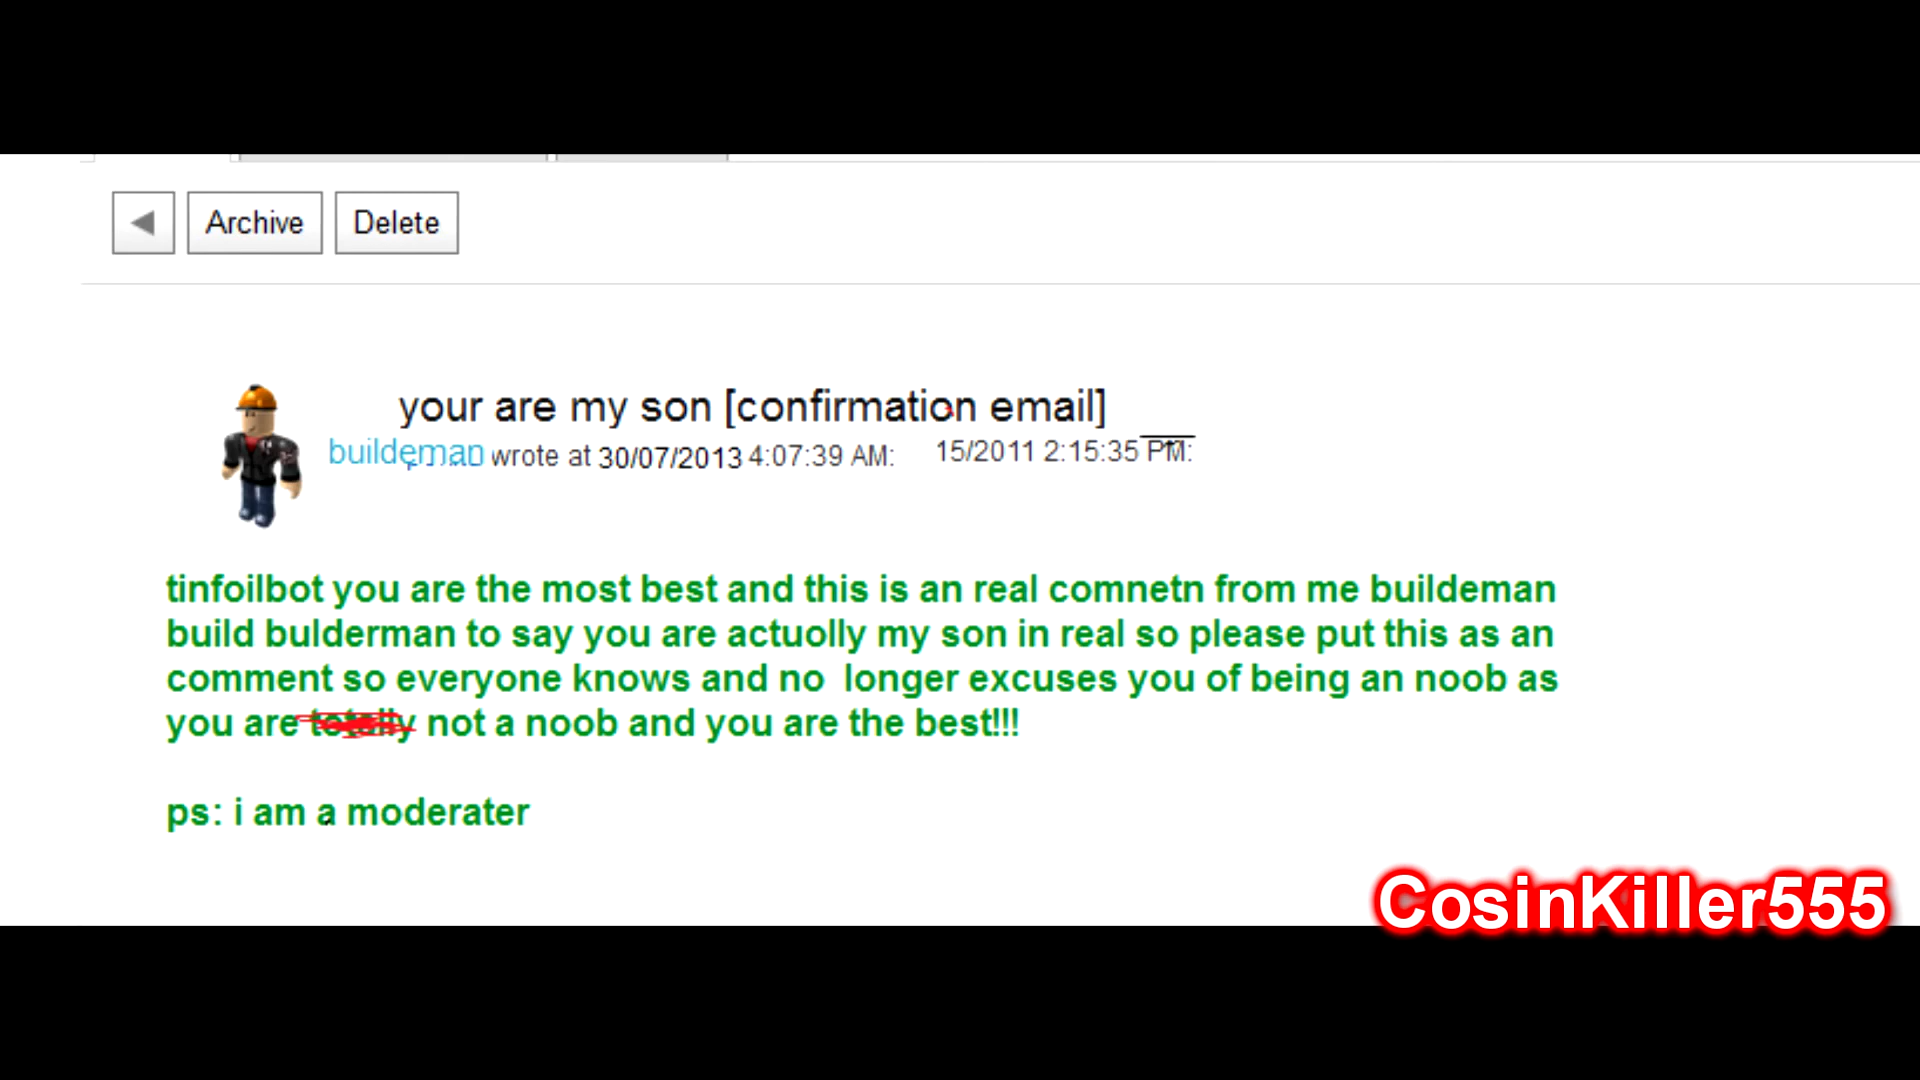 Archive Delete
your are my son [confirmation email]
buildeman wrote at 30/07/2013 4:07:39 AM: 15/2011 2:15:35 PM:
tinfoilbot you are the most best and this is an real comnetn from me buildeman
build bulderman to say you are actuolly my son in real so please put this as an
comment so everyone knows and no longer excuses you of being an noob as
you are totolly not a noob and you are the best!!!
ps: i am a moderater
CosinKiller555